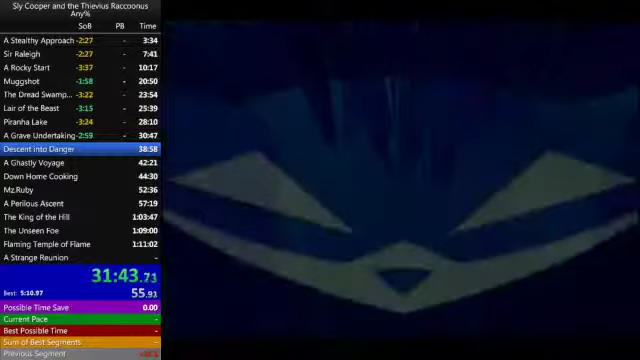 Sly Cooper and the Thievius Raccoonus
Any%
SoB PB Time
A Stealthy Approach -2:27 - 3:34
Sir Raleigh -2:27 - 7:41
A Rocky Start -3:37 - 10:17
Muggshot -1:58 - 20:50
The Dread Swamp... -3:22 - 23:54
Lair of the Beast -3:15 - 25:39
Piranha Lake -3:24 - 28:10
A Grave Undertaking -2:59 - 30:47
Descent into Danger 38:58
A Ghastly Voyage - 42:21
Down Home Cooking - 44:30
Mz.Ruby - 52:36
A Perilous Ascent - 57:19
The King of the Hill - 1:03:47
The Unseen Foe - 1:09:00
Flaming Temple of Flame - 1:11:02
A Strange Reunion -
31:43.73
Best: 5:10.97 55.93
Possible Time Save 0.00
Current Pace -
Best Possible Time -
Sum of Best Segments -
Previous Segment